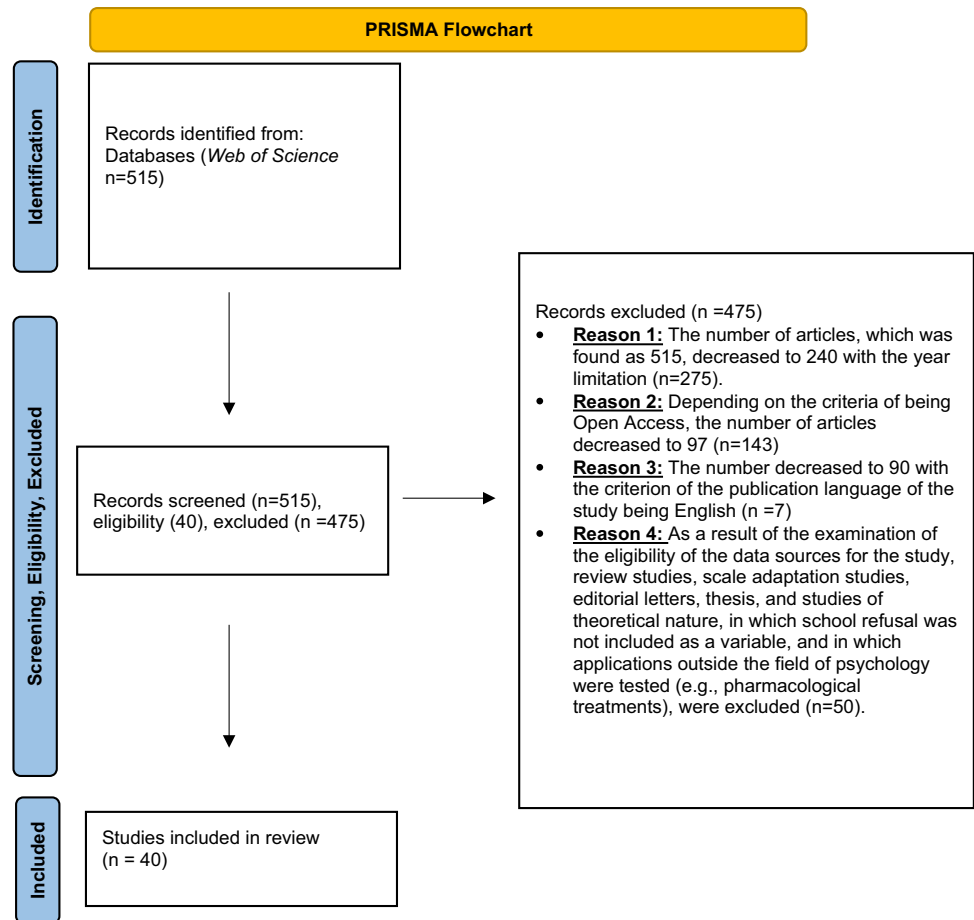 PRISMA Flowchart
Identification
Records identified from:
Databases (Web of Science
n=515)
Screening, Eligibility, Excluded
Records screened (n=515),
eligibility (40), excluded (n =475)
Records excluded (n =475)
• Reason 1: The number of articles, which was
found as 515, decreased to 240 with the year
limitation (n=275).
• Reason 2: Depending on the criteria of being
Open Access, the number of articles
decreased to 97 (n=143)
• Reason 3: The number decreased to 90 with
the criterion of the publication language of the
study being English (n =7)
• Reason 4: As a result of the examination of
the eligibility of the data sources for the study,
review studies, scale adaptation studies,
editorial letters, thesis, and studies of
theoretical nature, in which school refusal was
not included as a variable, and in which
applications outside the field of psychology
were tested (e.g., pharmacological
treatments), were excluded (n=50).
Included
Studies included in review
(n = 40)